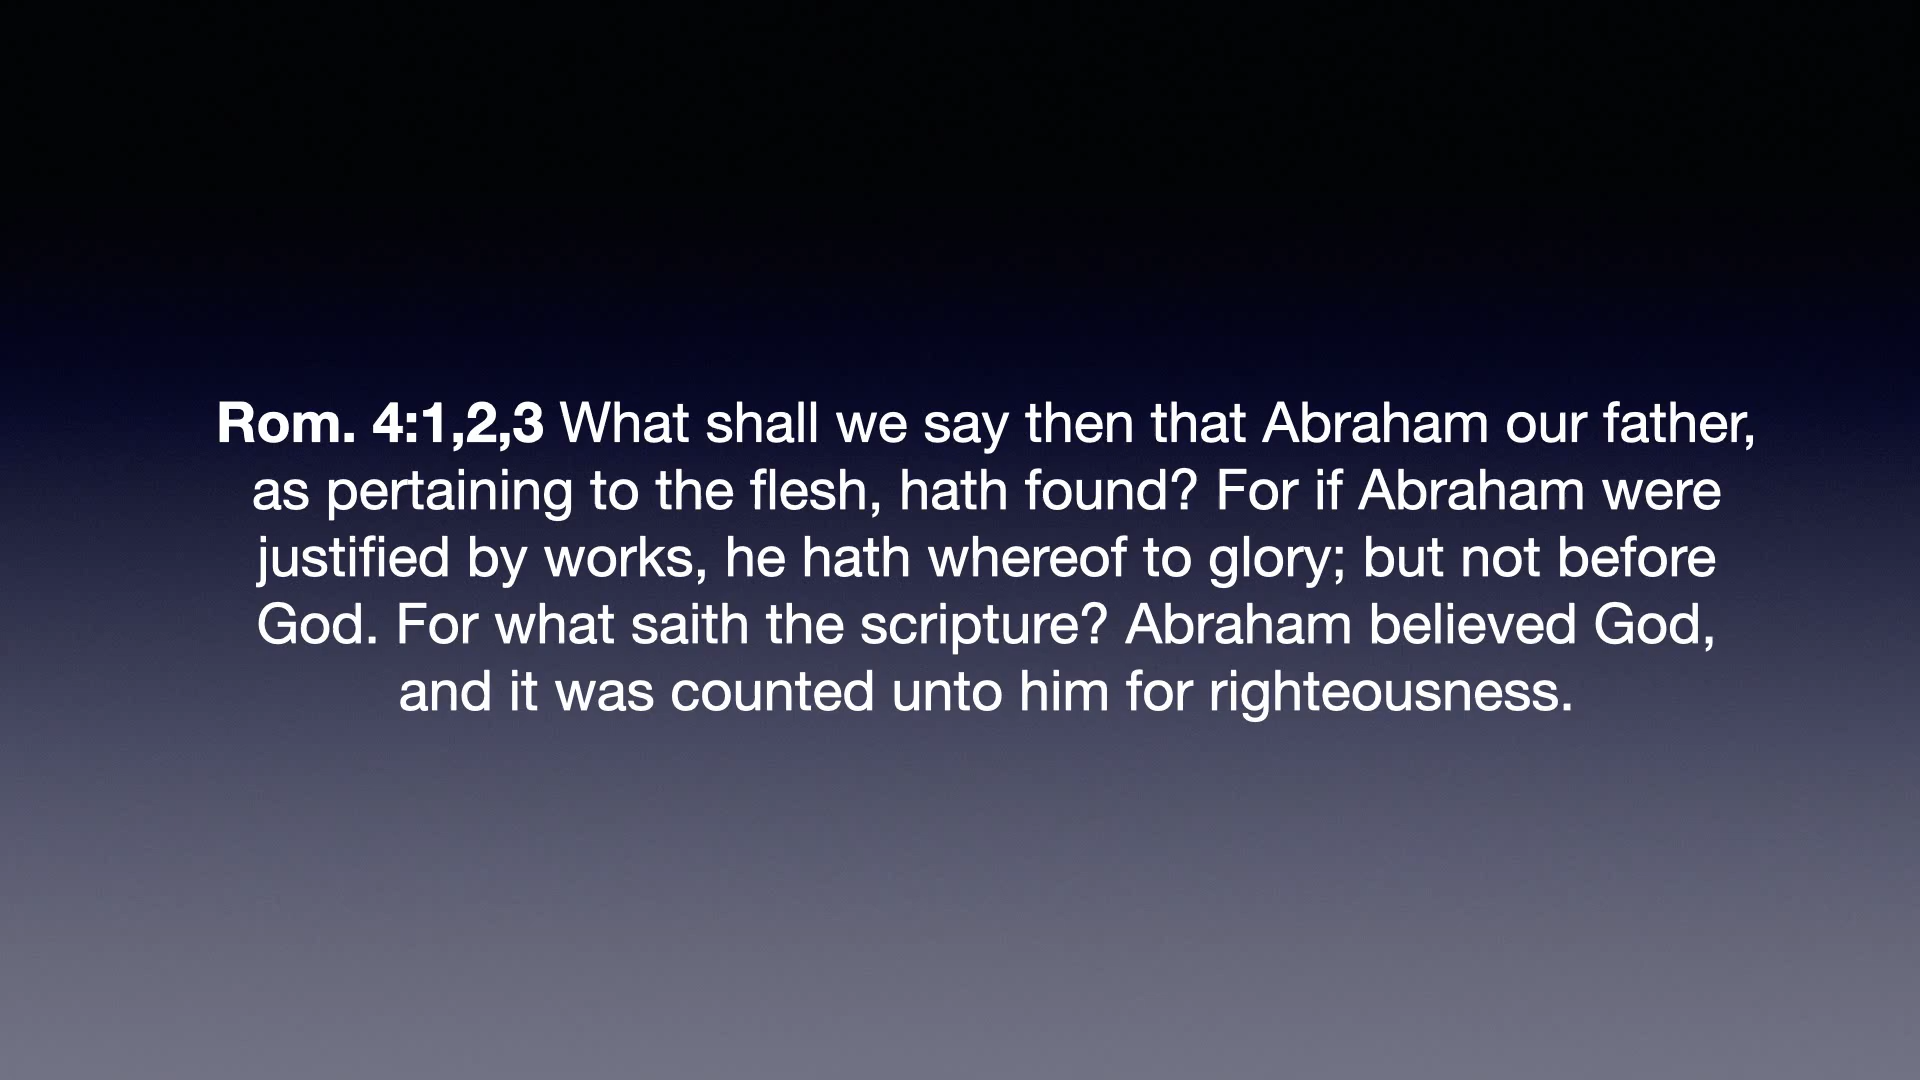 Rom. 4:1,2,3 What shall we say then that Abraham our father,
as pertaining to the flesh, hath found? For if Abraham were
justified by works, he hath whereof to glory; but not before
God. For what saith the scripture? Abraham believed God,
and it was counted unto him for righteousness.